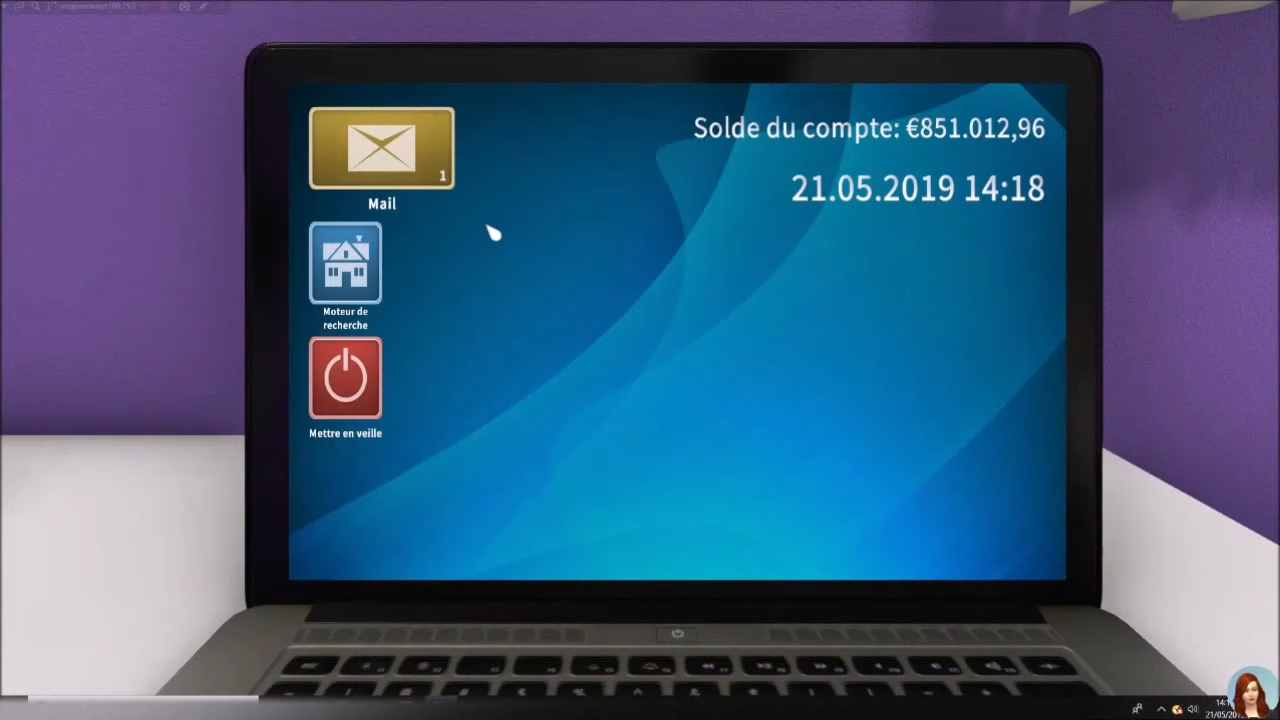 Solde du compte: €851.012,96
21.05.2019 14:18
1
Mail
Moteur de
recherche
Mettre en veille